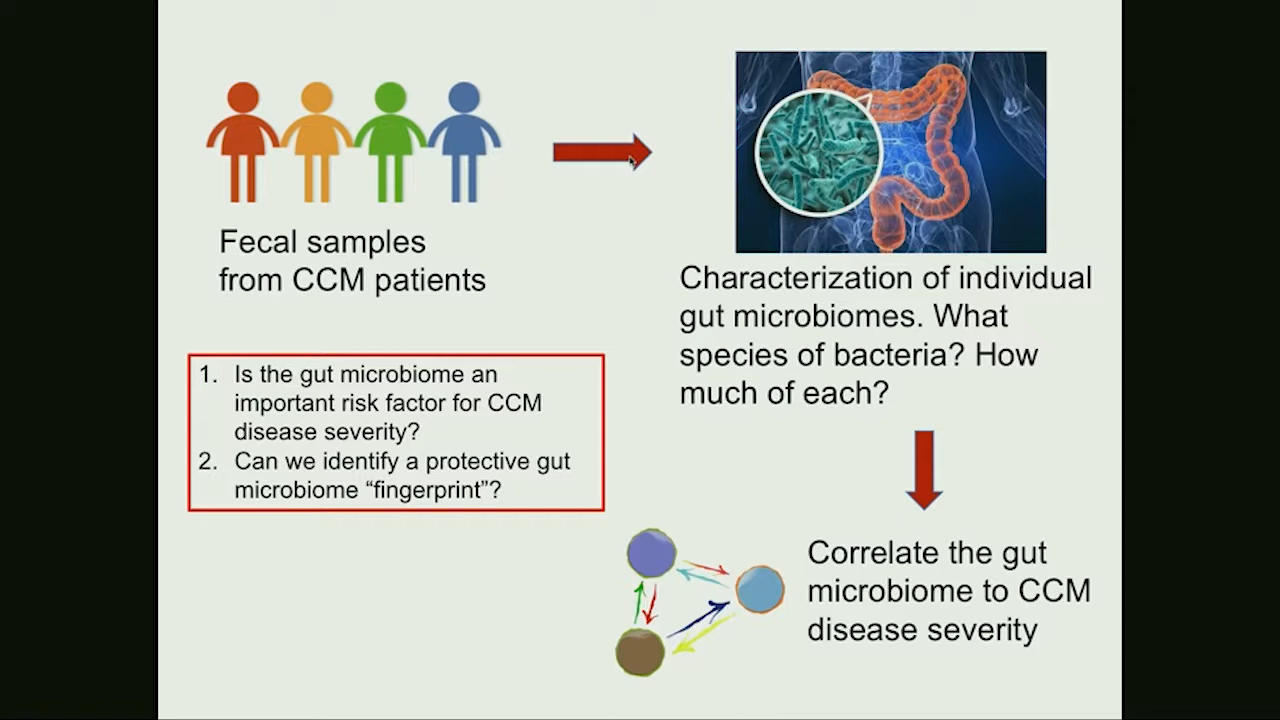 Fecal samples
from CCM patients
Characterization of individual
gut microbiomes. What
species of bacteria? How
much of each?
1. Is the gut microbiome an
important risk factor for CCM
disease severity?
2. Can we identify a protective gut
microbiome “fingerprint”?
Correlate the gut
microbiome to CCM
disease severity